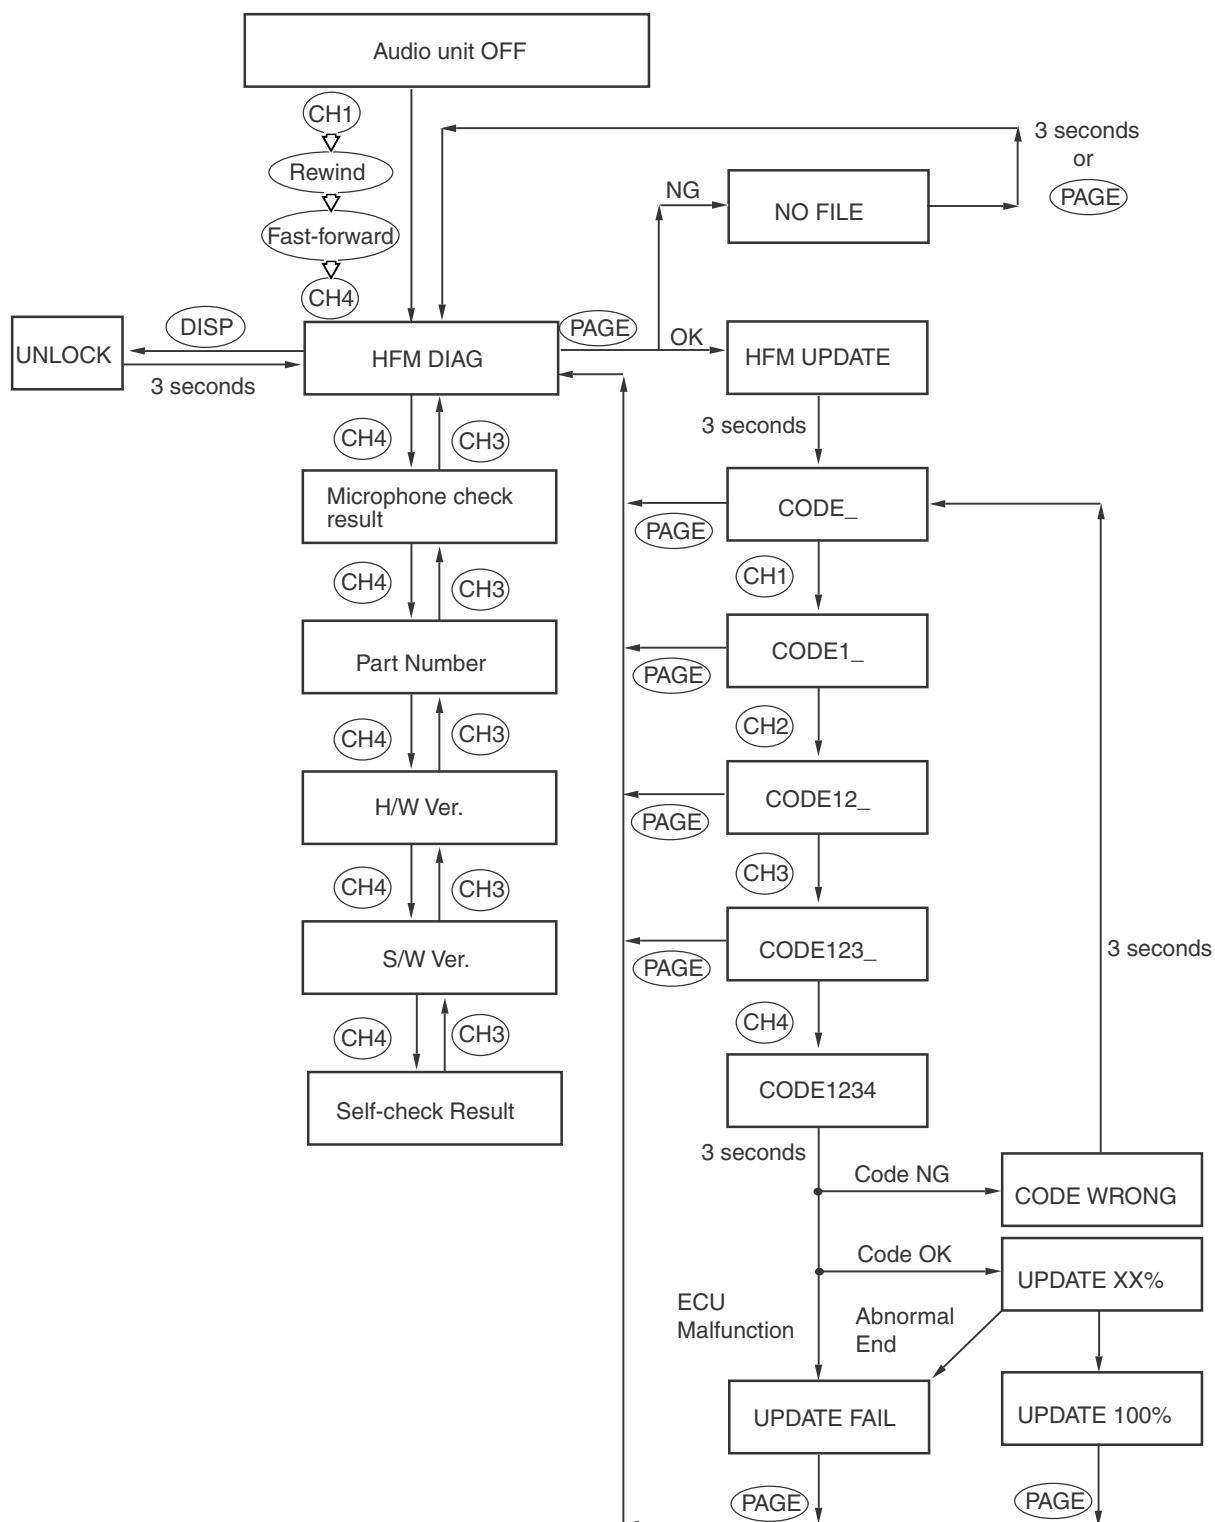 Audio unit OFF
CH1
Rewind
Fast-forward
CH4
3 seconds
or
PAGE
NG
NO FILE
DISP
UNLOCK
3 seconds
HFM DIAG
PAGE
OK
HFM UPDATE
3 seconds
CH4
CH3
Microphone check
result
CODE_
PAGE
CH4
CH3
CH1
Part Number
CODE1_
PAGE
CH4
CH3
CH2
H/W Ver.
CODE12_
PAGE
CH4
CH3
CH3
S/W Ver.
CODE123_
PAGE
3 seconds
CH4
CH3
CH4
Self-check Result
CODE1234
3 seconds
Code NG
CODE WRONG
Code OK
UPDATE XX%
ECU
Malfunction
Abnormal
End
UPDATE FAIL
UPDATE 100%
PAGE
PAGE